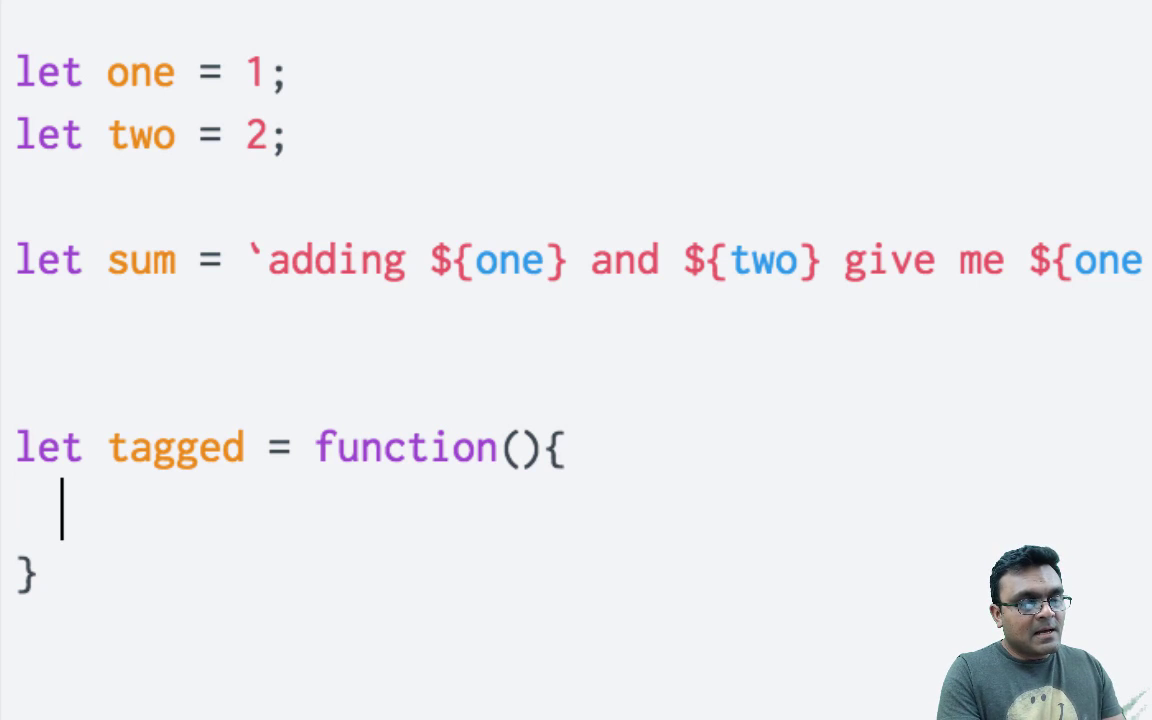 let one = 1;
let two = 2;
let sum = `adding ${one} and ${two} give me ${one
let tagged = function(){
}